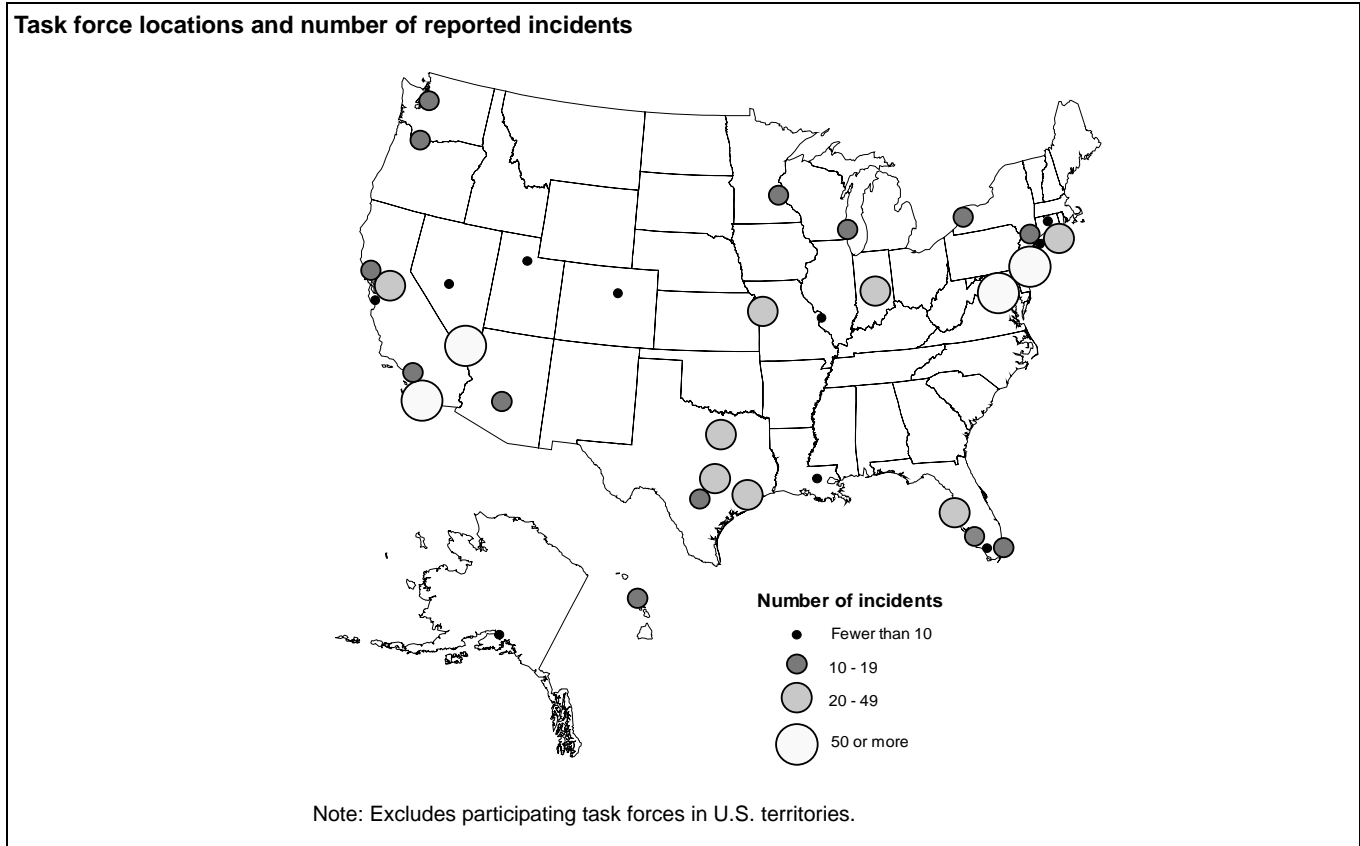 Task force locations and number of reported incidents
Number of incidents
Fewer than 10
10 - 19
20 - 49
50 or more
Note: Excludes participating task forces in U.S. territories.